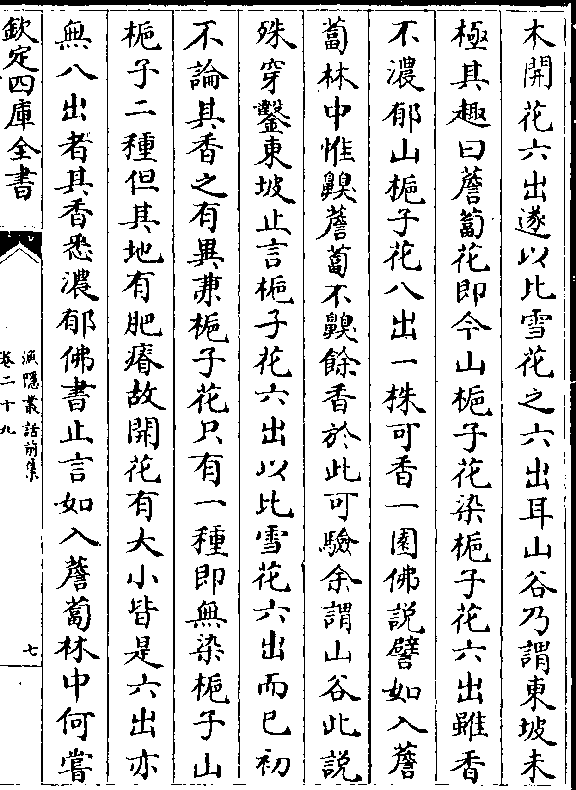 木開花六出遂以比雪花之六出耳山谷乃謂東坡未
極其趣曰薝蔔花即今山梔子花染梔子花六出雖香
不濃郁山梔子花八出一株可香一園佛說譬如入薝
蔔林中惟齅薝蔔不齅餘香於此可驗余謂山谷此說
殊穿鑿東坡止言梔子花六出以比雪花六出而已初
不論其香之有異兼梔子花只有一種即無染梔子山
梔子二種但其地有肥瘠故開花有大小皆是六出亦
無八出者其香悉濃郁佛書止言如入薝蔔林中何嘗
欽定四庫全書
漁隱叢話前集
卷二十九
七